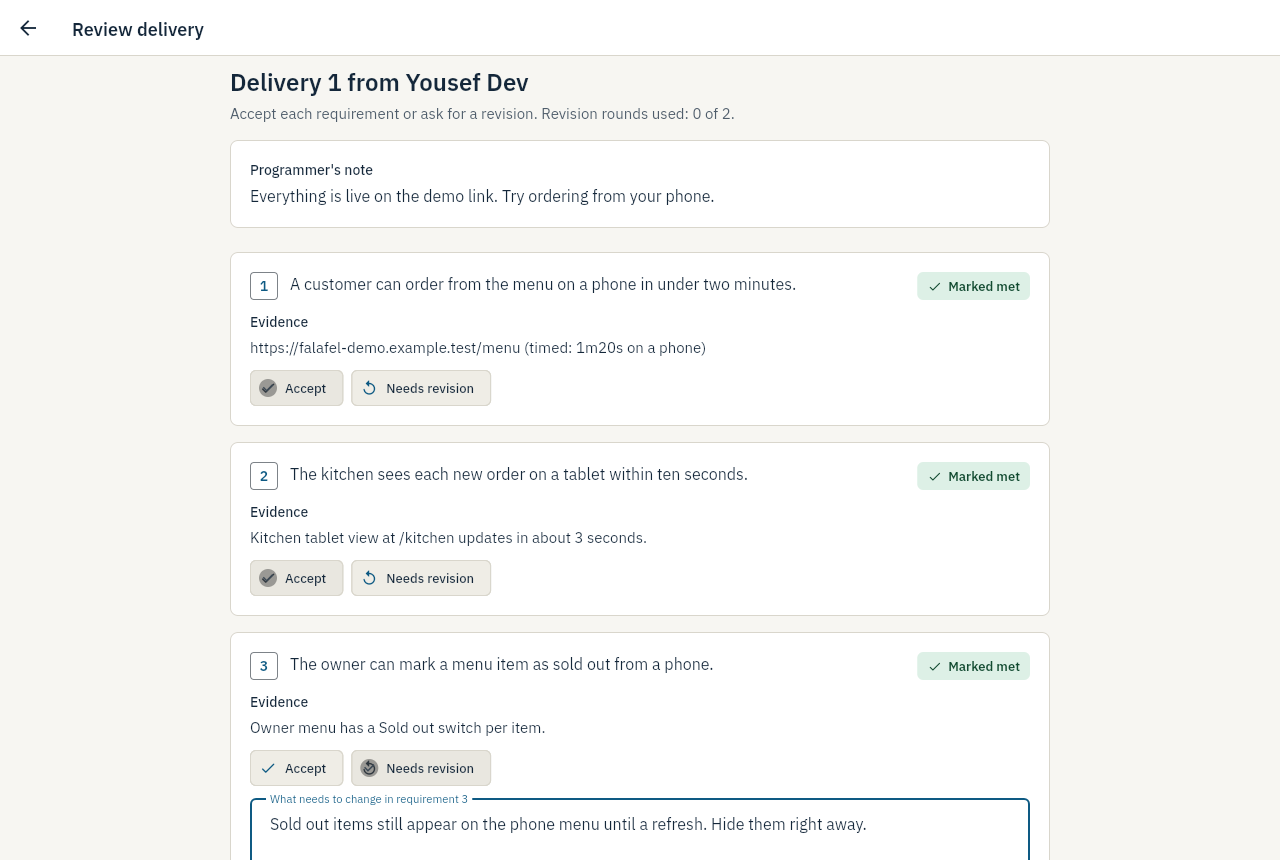 Review delivery
Delivery 1 from Yousef Dev
Accept each requirement or ask for a revision. Revision rounds used: 0 of 2.
Programmer's note
Everything is live on the demo link. Try ordering from your phone.
1 A customer can order from the menu on a phone in under two minutes. Marked met
Evidence
https://falafel-demo.example.test/menu (timed: 1m20s on a phone)
Accept Needs revision
2 The kitchen sees each new order on a tablet within ten seconds. Marked met
Evidence
Kitchen tablet view at /kitchen updates in about 3 seconds.
Accept Needs revision
3 The owner can mark a menu item as sold out from a phone. Marked met
Evidence
Owner menu has a Sold out switch per item.
Accept Needs revision
What needs to change in requirement 3
Sold out items still appear on the phone menu until a refresh. Hide them right away.